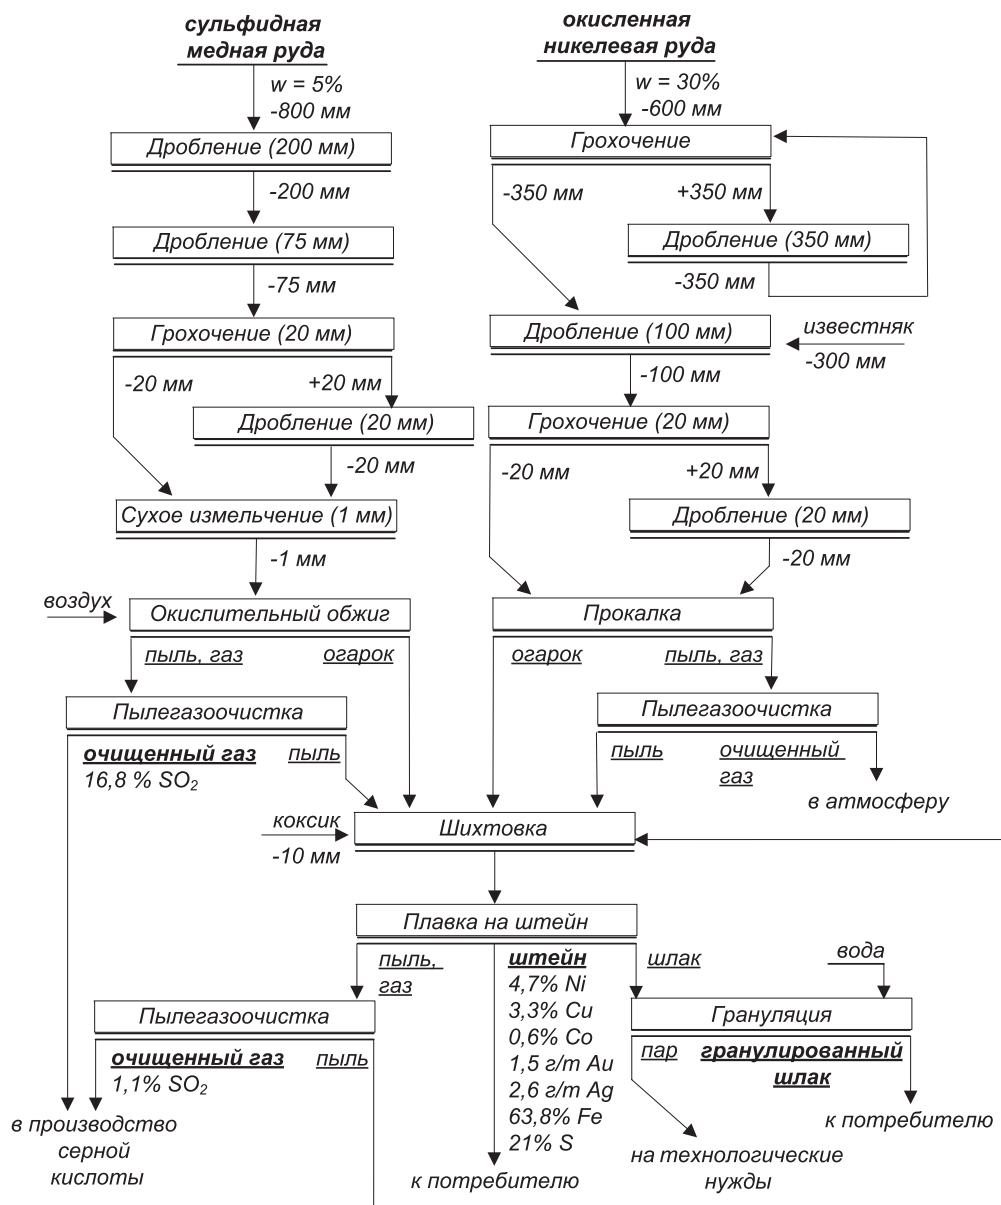 сульфидная
медная руда
w = 5%
-800 мм
Дробление (200 мм)
-200 мм
Дробление (75 мм)
-75 мм
Грохочение (20 мм)
-20 мм
+20 мм
Дробление (20 мм)
-20 мм
Сухое измельчение (1 мм)
-1 мм
воздух
Окислительный обжиг
пыль, газ
огарок
Пылегазоочистка
очищенный газ
16,8 % SO₂
пыль
окисленная
никелевая руда
w = 30%
-600 мм
Грохочение
-350 мм
+350 мм
Дробление (350 мм)
-350 мм
Дробление (100 мм)
известняк
-300 мм
-100 мм
Грохочение (20 мм)
-20 мм
+20 мм
Дробление (20 мм)
-20 мм
Прокалка
огарок
пыль, газ
Пылегазоочистка
пыль
очищенный
газ
в атмосферу
коксик
-10 мм
Шихтовка
Плавка на штейн
пыль,
газ
штейн
4,7% Ni
3,3% Cu
0,6% Co
1,5 г/т Au
2,6 г/т Ag
63,8% Fe
21% S
к потребителю
шлак
вода
Пылегазоочистка
очищенный газ
1,1% SO₂
пыль
в производство
серной
кислоты
Грануляция
пар
гранулированный
шлак
к потребителю
на технологические
нужды